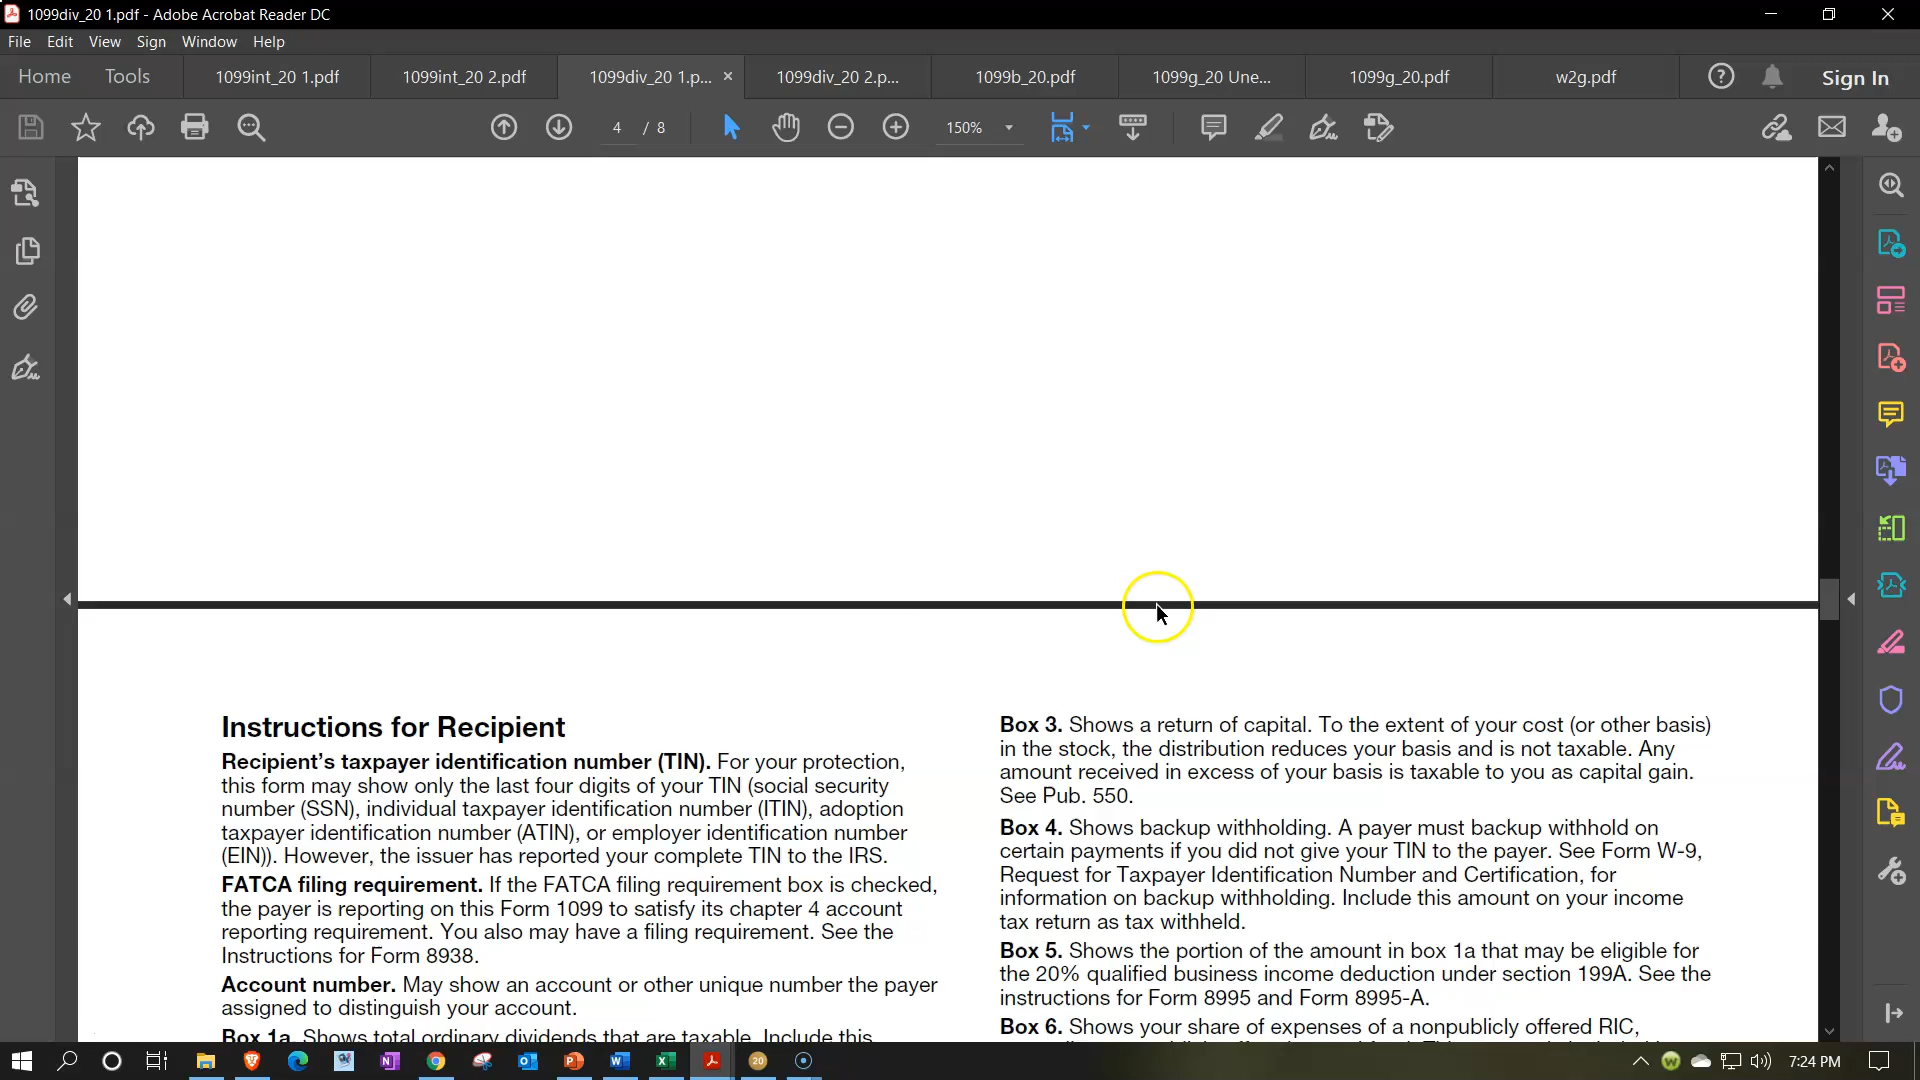 1099div_20 1.pdf - Adobe Acrobat Reader DC
File Edit View Sign Window Help
Home Tools 1099int_20 1.pdf 1099int_20 2.pdf 1099div_20 1.p... × 1099div_20 2.p... 1099b_20.pdf 1099g_20 Une... 1099g_20.pdf w2g.pdf Sign In
4 / 8 150%
Instructions for Recipient
Recipient's taxpayer identification number (TIN). For your protection,
this form may show only the last four digits of your TIN (social security
number (SSN), individual taxpayer identification number (ITIN), adoption
taxpayer identification number (ATIN), or employer identification number
(EIN)). However, the issuer has reported your complete TIN to the IRS.
FATCA filing requirement. If the FATCA filing requirement box is checked,
the payer is reporting on this Form 1099 to satisfy its chapter 4 account
reporting requirement. You also may have a filing requirement. See the
Instructions for Form 8938.
Account number. May show an account or other unique number the payer
assigned to distinguish your account.
Box 1a. Shows total ordinary dividends that are taxable. Include this
Box 3. Shows a return of capital. To the extent of your cost (or other basis)
in the stock, the distribution reduces your basis and is not taxable. Any
amount received in excess of your basis is taxable to you as capital gain.
See Pub. 550.
Box 4. Shows backup withholding. A payer must backup withhold on
certain payments if you did not give your TIN to the payer. See Form W-9,
Request for Taxpayer Identification Number and Certification, for
information on backup withholding. Include this amount on your income
tax return as tax withheld.
Box 5. Shows the portion of the amount in box 1a that may be eligible for
the 20% qualified business income deduction under section 199A. See the
instructions for Form 8995 and Form 8995-A.
Box 6. Shows your share of expenses of a nonpublicly offered RIC,
7:24 PM